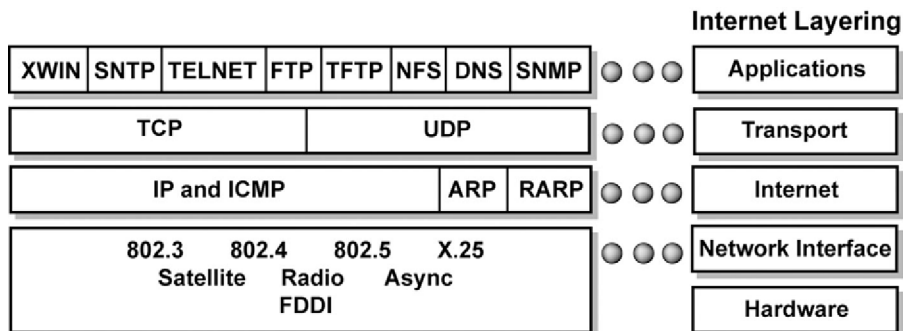 Internet Layering
XWIN SNTP TELNET FTP TFTP NFS DNS SNMP Applications
TCP UDP Transport
IP and ICMP ARP RARP Internet
802.3 802.4 802.5 X.25 Network Interface
Satellite Radio Async
FDDI Hardware